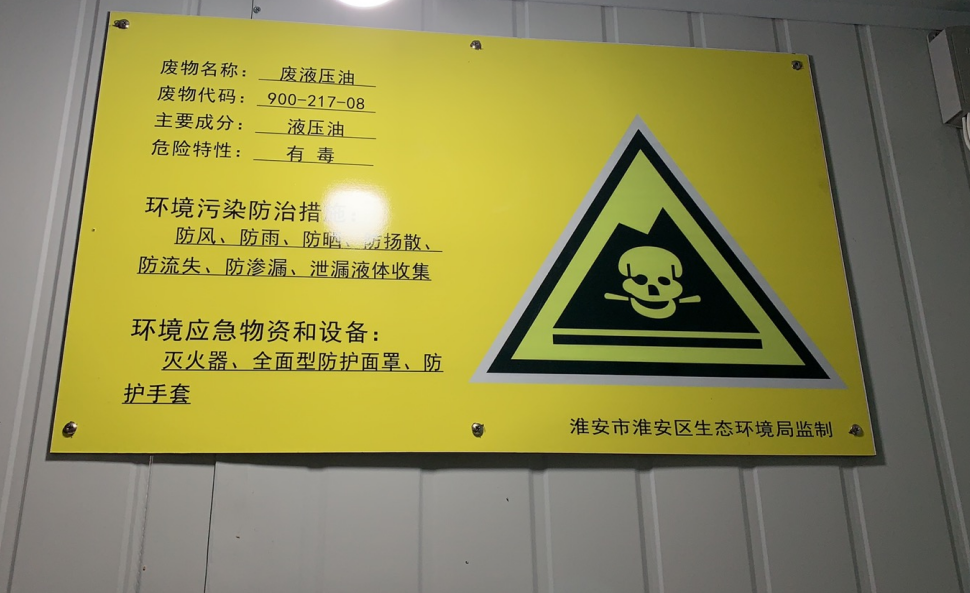 废物名称：废液压油
废物代码：900-217-08
主要成分：液压油
危险特性：有 毒
环境污染防治措施：
防风、防雨、防晒、防扬散、
防流失、防渗漏、泄漏液体收集
环境应急物资和设备：
灭火器、全面型防护面罩、防
护手套
淮安市淮安区生态环境局监制